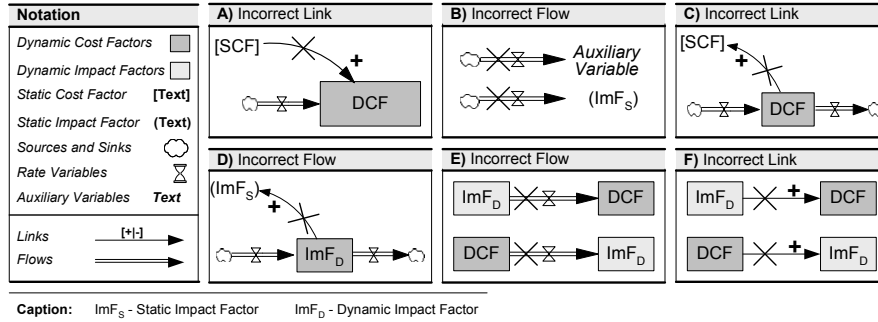 Notation
Dynamic Cost Factors
Dynamic Impact Factors
Static Cost Factor [Text]
Static Impact Factor (Text)
Sources and Sinks
Rate Variables
Auxiliary Variables Text
Links [+|-]
Flows
A) Incorrect Link
[SCF]
+
DCF
B) Incorrect Flow
Auxiliary
Variable
(ImFS)
C) Incorrect Link
[SCF]
+
DCF
D) Incorrect Flow
(ImFS)
+
ImFD
E) Incorrect Flow
ImFD DCF
DCF ImFD
F) Incorrect Link
ImFD + DCF
DCF + ImFD
Caption: ImFS - Static Impact Factor ImFD - Dynamic Impact Factor